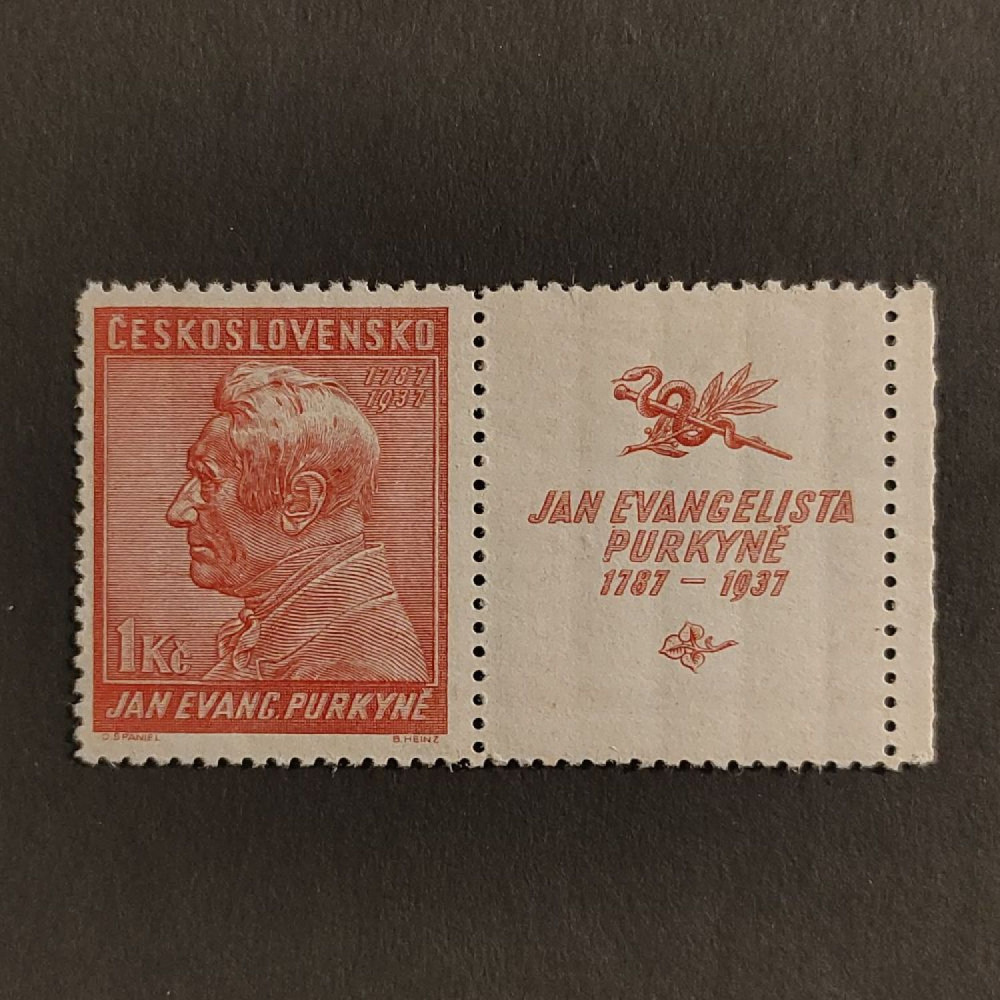 ČESKOSLOVENSKO
1787
1937
1Kč
JAN EVANG. PURKYNĚ
O. ŠPANIEL
B. HEINZ
JAN EVANGELISTA
PURKYNĚ
1787 – 1937